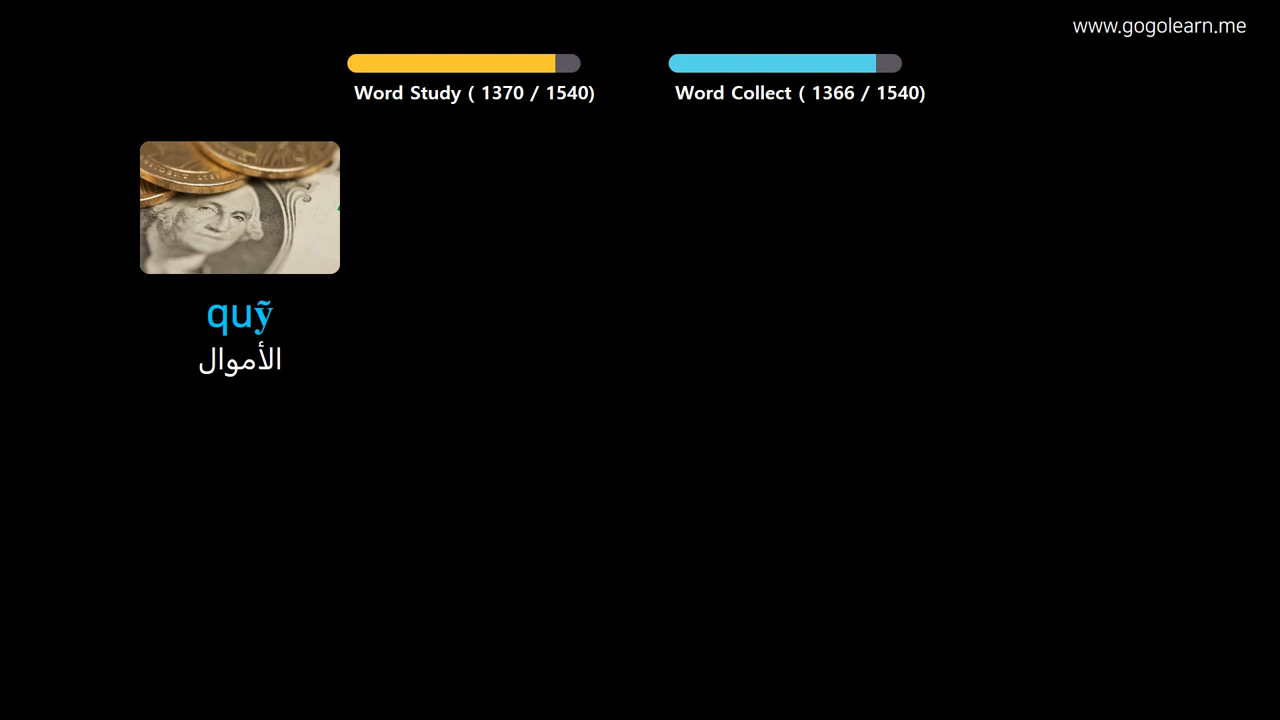 www.gogolearn.me
Word Study ( 1370 / 1540)
Word Collect ( 1366 / 1540)
quỹ
الأموال